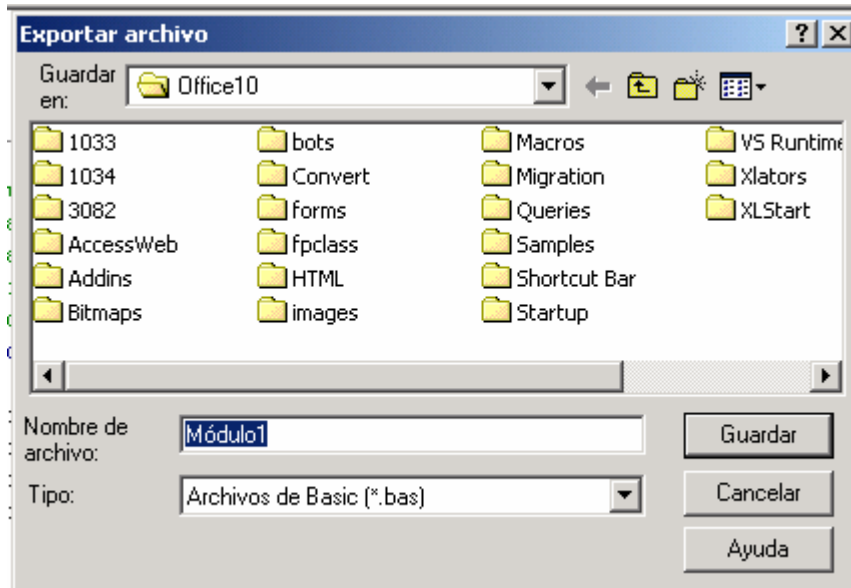 Exportar archivo
Guardar en:
Office10
1033
1034
3082
AccessWeb
Addins
Bitmaps
bots
Convert
forms
fpclass
HTML
images
Macros
Migration
Queries
Samples
Shortcut Bar
Startup
VS Runtime
Xlators
XLStart
Nombre de
archivo:
Módulo1
Guardar
Tipo:
Archivos de Basic (*.bas)
Cancelar
Ayuda